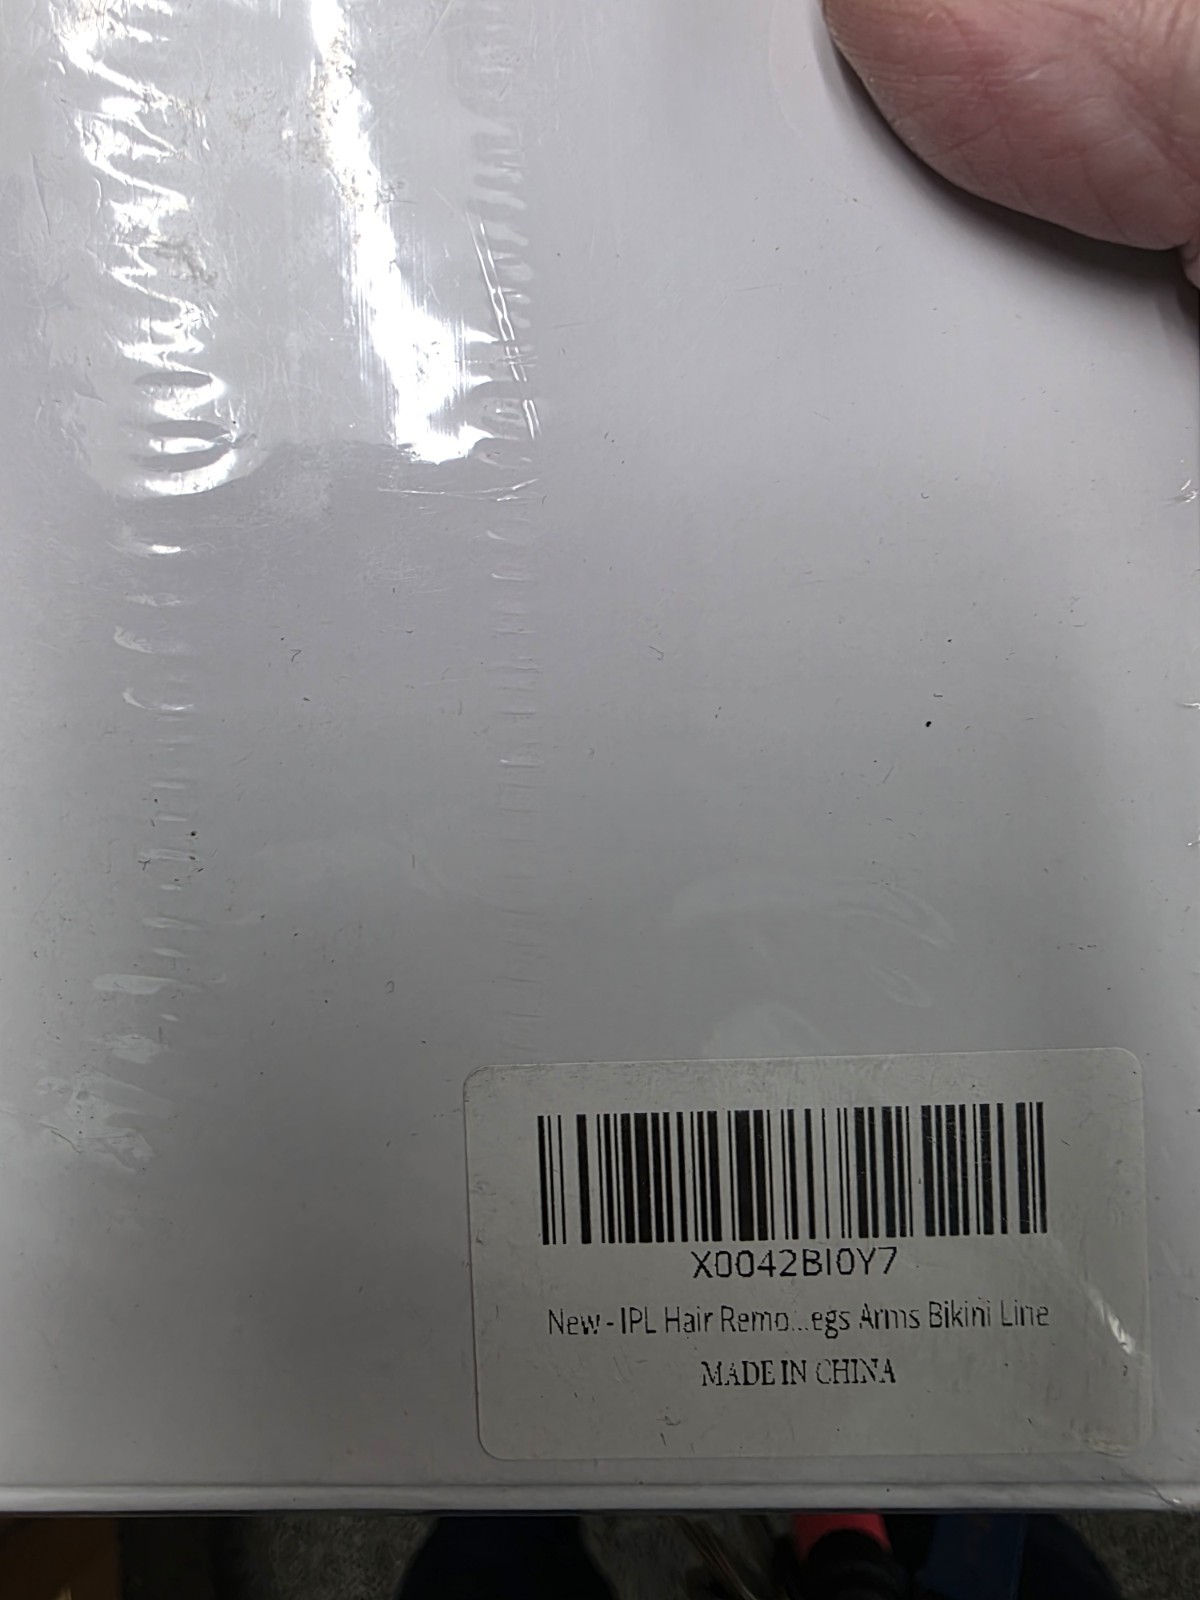 X0042BI0Y7
New - IPL Hair Remo...egs Arms Bikini Line
MADE IN CHINA